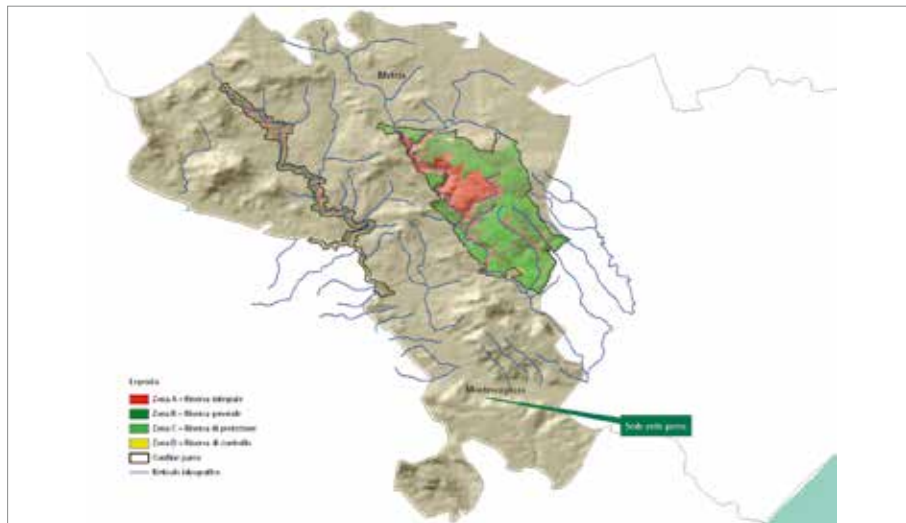 Matera
Montescaglioso
Legenda
Zona A - Riserva integrale
Zona B - Riserva generale
Zona C - Riserva di protezione
Zona D - Riserva di controllo
Confine parco
Reticolo idrografico
Sede ente parco